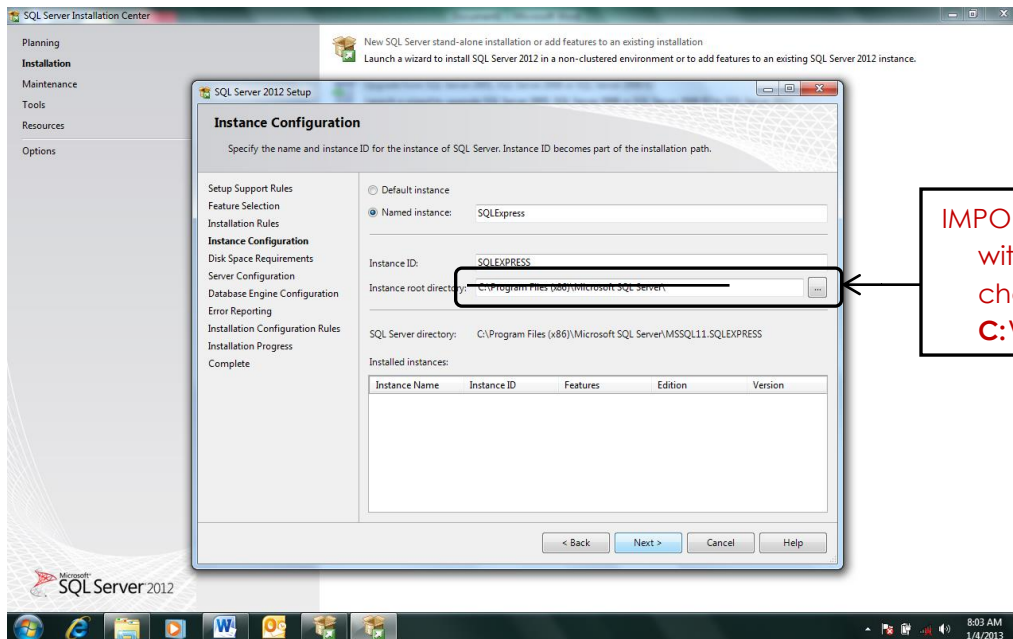 SQL Server Installation Center
Planning
Installation
Maintenance
Tools
Resources
Options
New SQL Server stand-alone installation or add features to an existing installation
Launch a wizard to install SQL Server 2012 in a non-clustered environment or to add features to an existing SQL Server 2012 instance.
SQL Server 2012 Setup
Instance Configuration
Specify the name and instance ID for the instance of SQL Server. Instance ID becomes part of the installation path.
Setup Support Rules
Feature Selection
Installation Rules
Instance Configuration
Disk Space Requirements
Server Configuration
Database Engine Configuration
Error Reporting
Installation Configuration Rules
Installation Progress
Complete
Default instance
Named instance: SQLExpress
Instance ID: SQLEXPRESS
Instance root directory: C:\Program Files (x86)\Microsoft SQL Server\
...
SQL Server directory: C:\Program Files (x86)\Microsoft SQL Server\MSSQL11.SQLEXPRESS
Installed instances:
Instance Name Instance ID Features Edition Version
< Back Next > Cancel Help
IMPO
wit
ch
C:\
Microsoft
SQL Server 2012
8:03 AM
1/4/2013